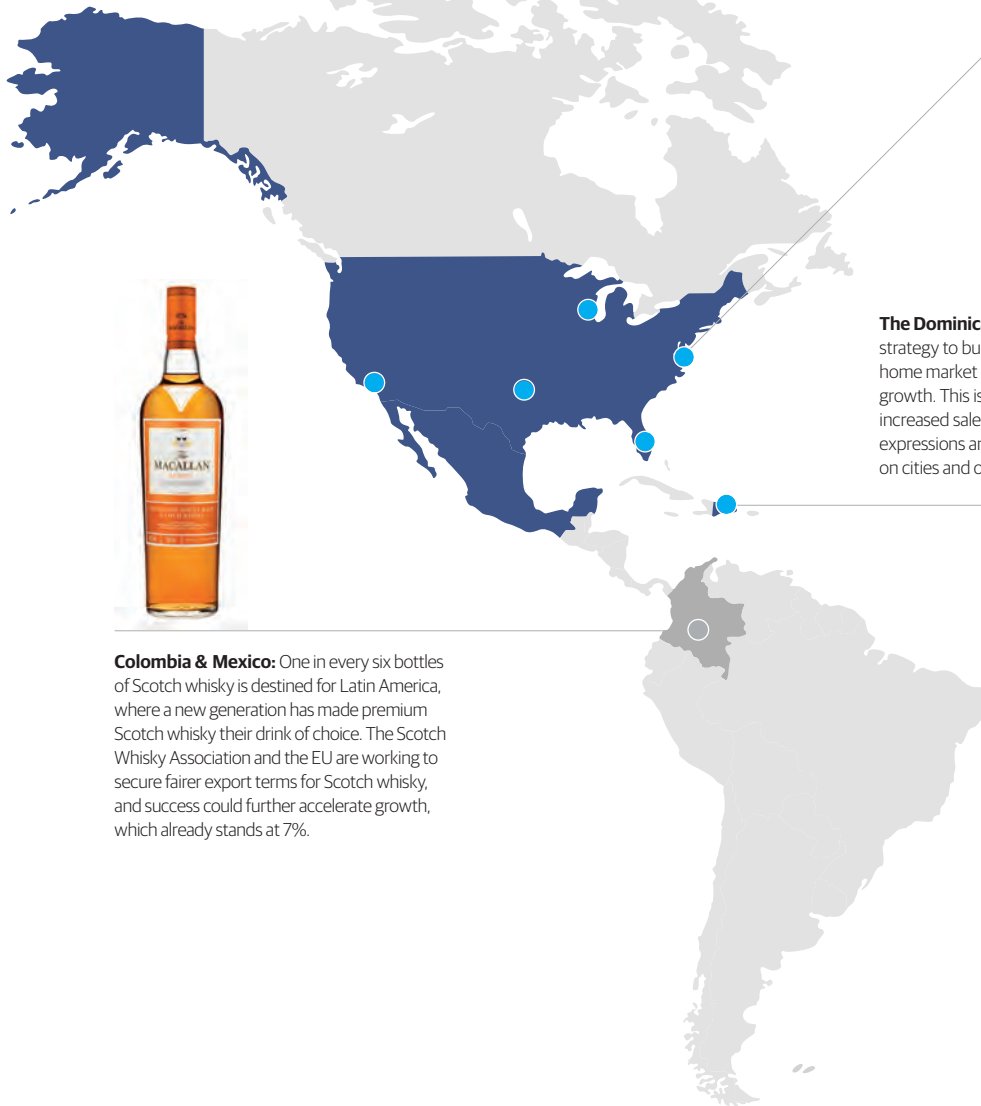 The Dominic
strategy to bu
home market
growth. This is
increased sale
expressions an
on cities and o
MACALLAN
Colombia & Mexico: One in every six bottles
of Scotch whisky is destined for Latin America,
where a new generation has made premium
Scotch whisky their drink of choice. The Scotch
Whisky Association and the EU are working to
secure fairer export terms for Scotch whisky,
and success could further accelerate growth,
which already stands at 7%.